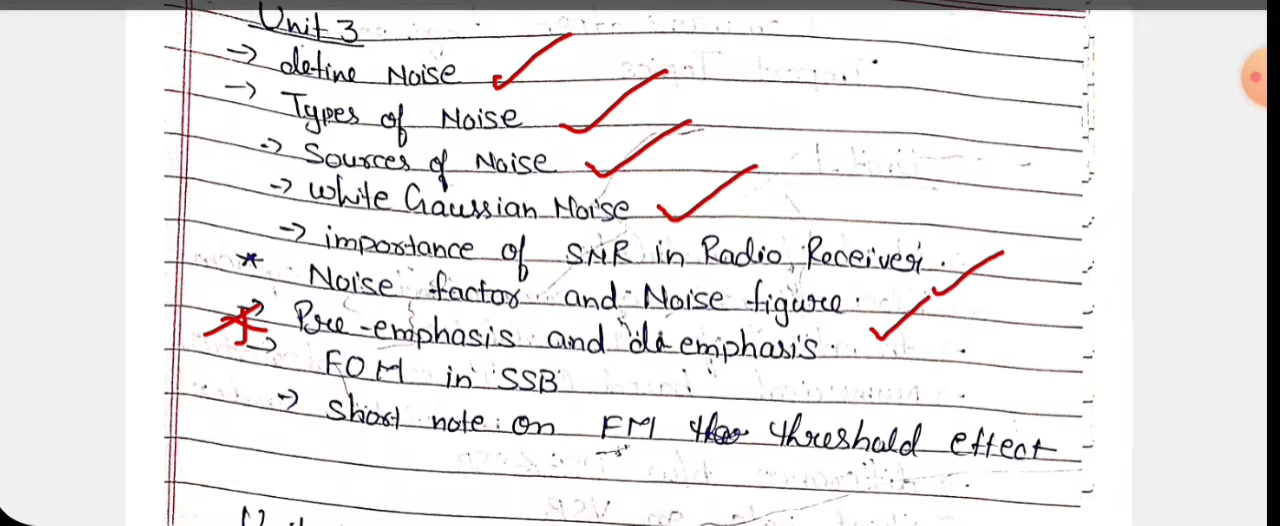 Unit 3
→ define Noise
→ Types of Noise
→ Sources of Noise
→ White Gaussian Noise
→ importance of SNR in Radio Receiver.
* Noise factor and Noise figure.
→ Pre-emphasis and de emphasis.
→ FOM in SSB
→ Short note on FM threshold effect